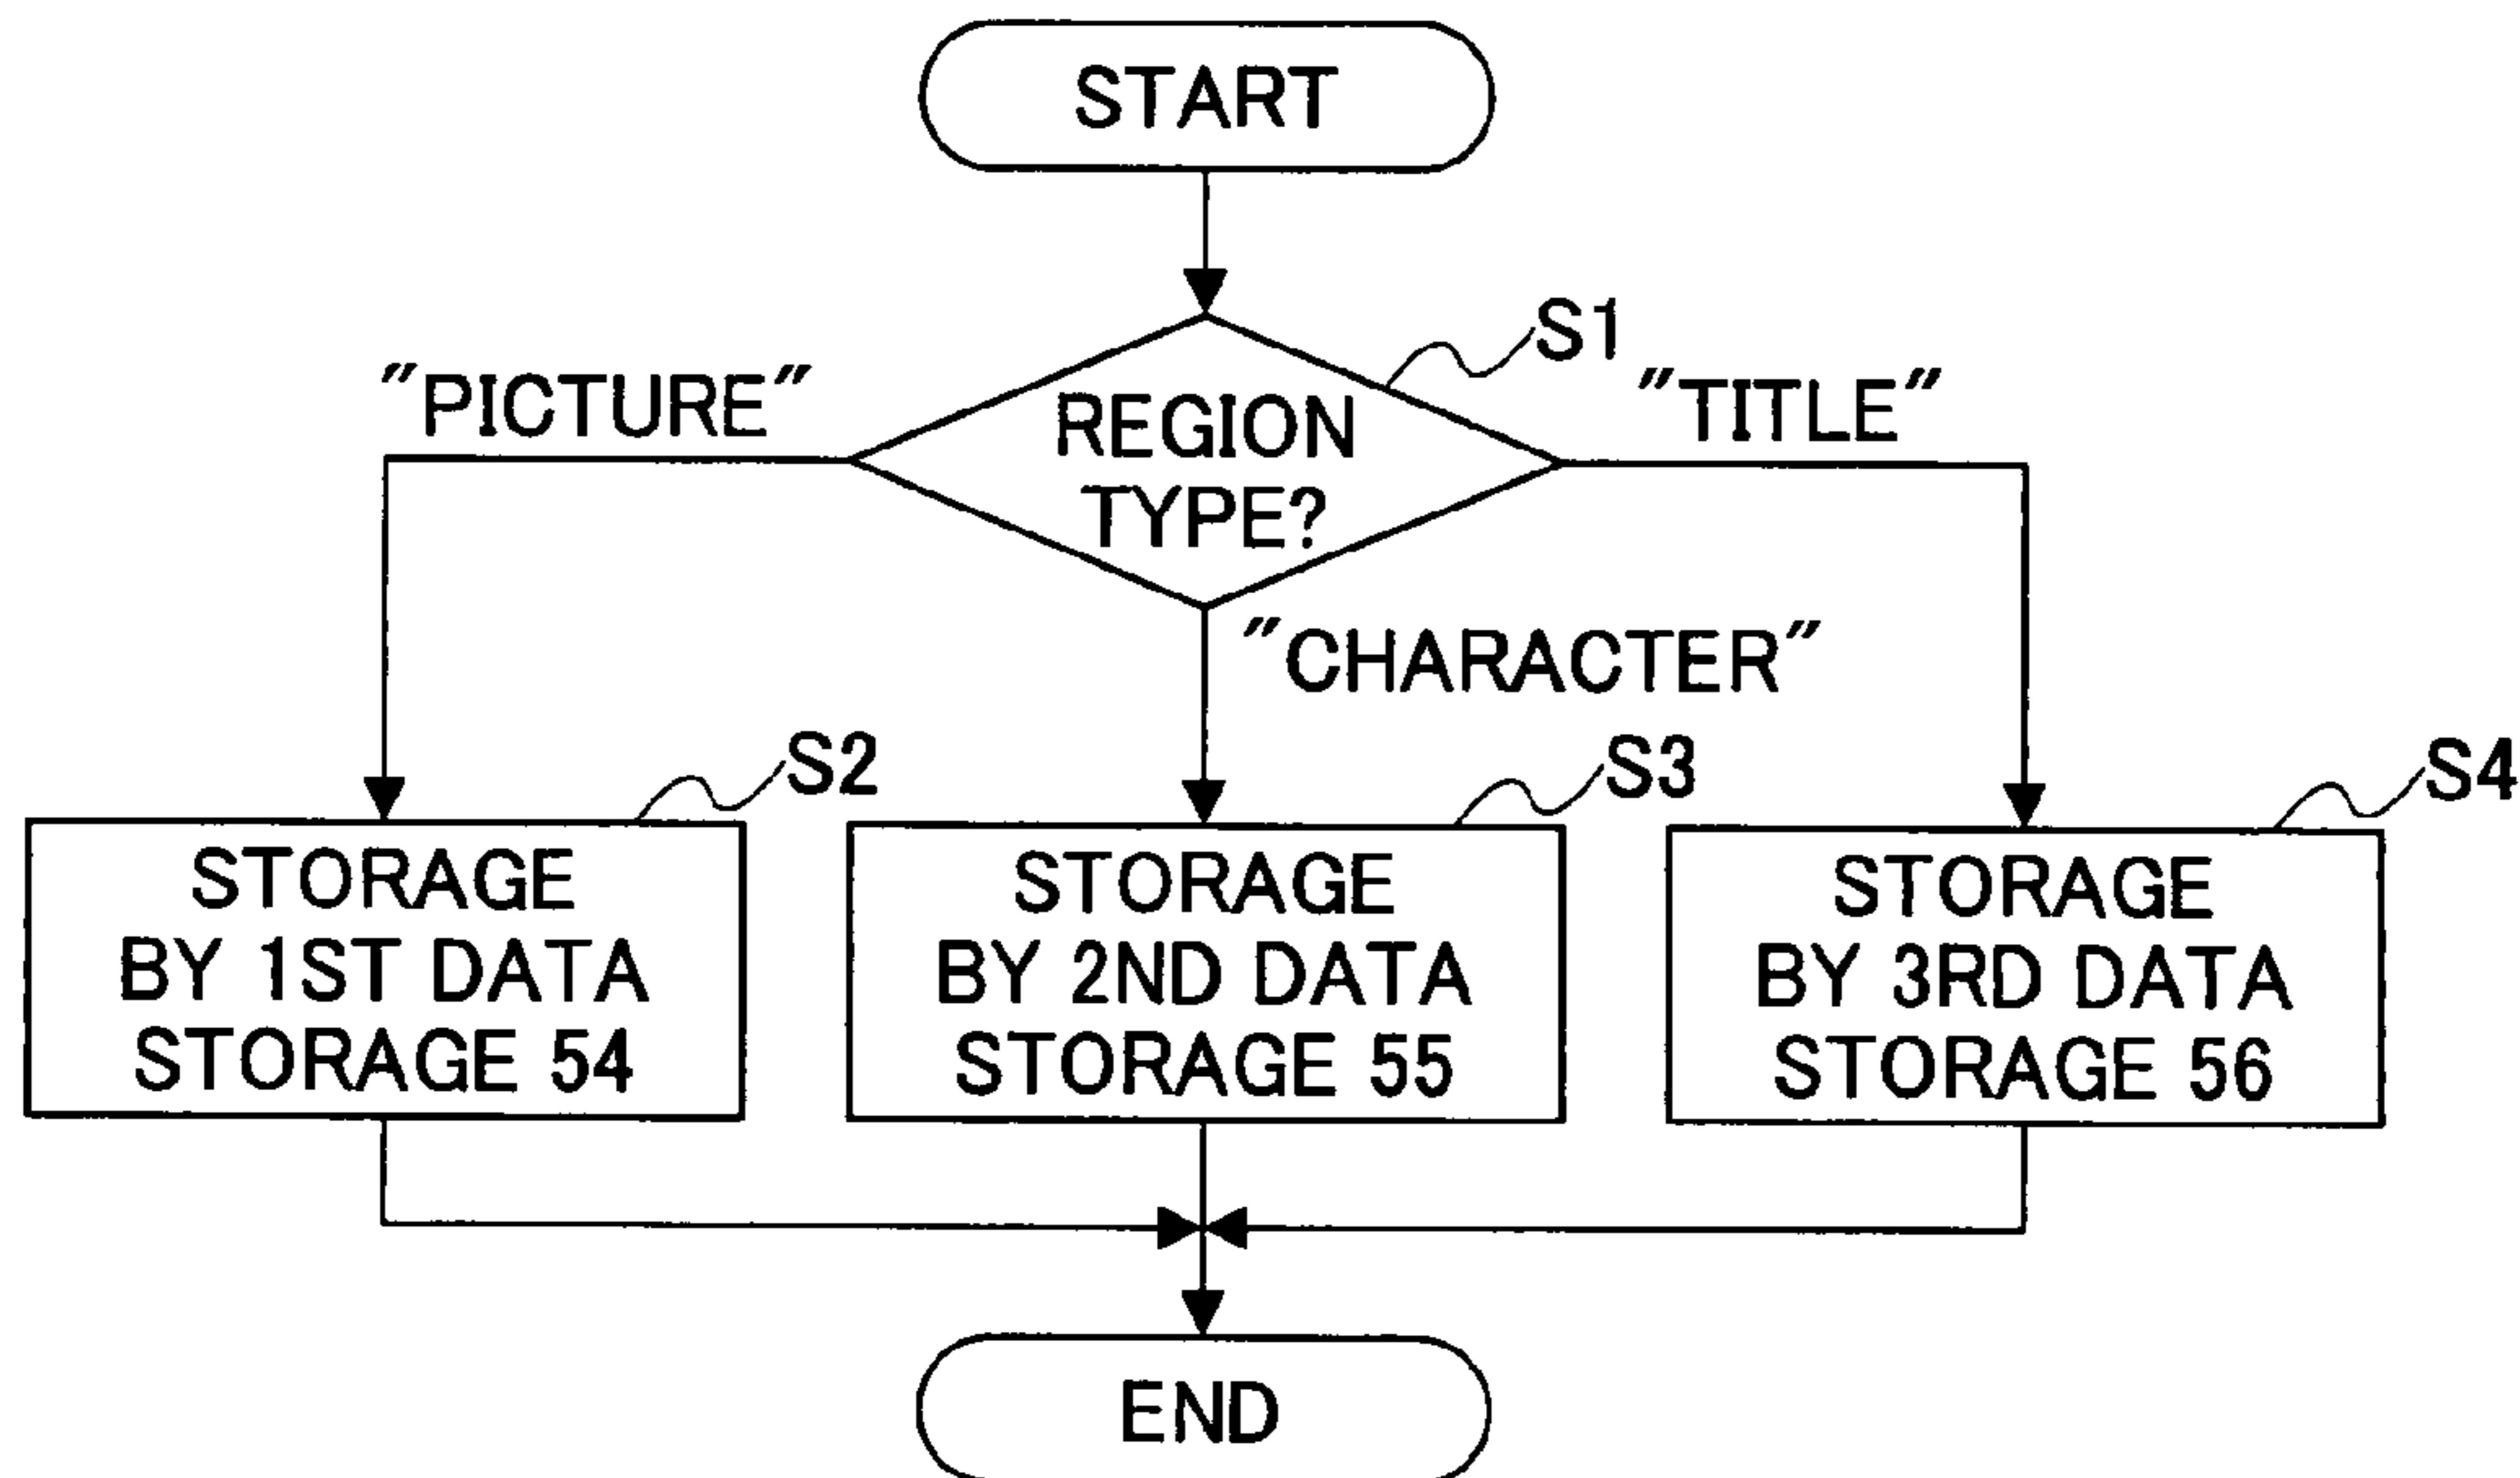 START
S1
"PICTURE"
"TITLE"
REGION
TYPE?
"CHARACTER"
S2
S3
S4
STORAGE
BY 1ST DATA
STORAGE 54
STORAGE
BY 2ND DATA
STORAGE 55
STORAGE
BY 3RD DATA
STORAGE 56
END